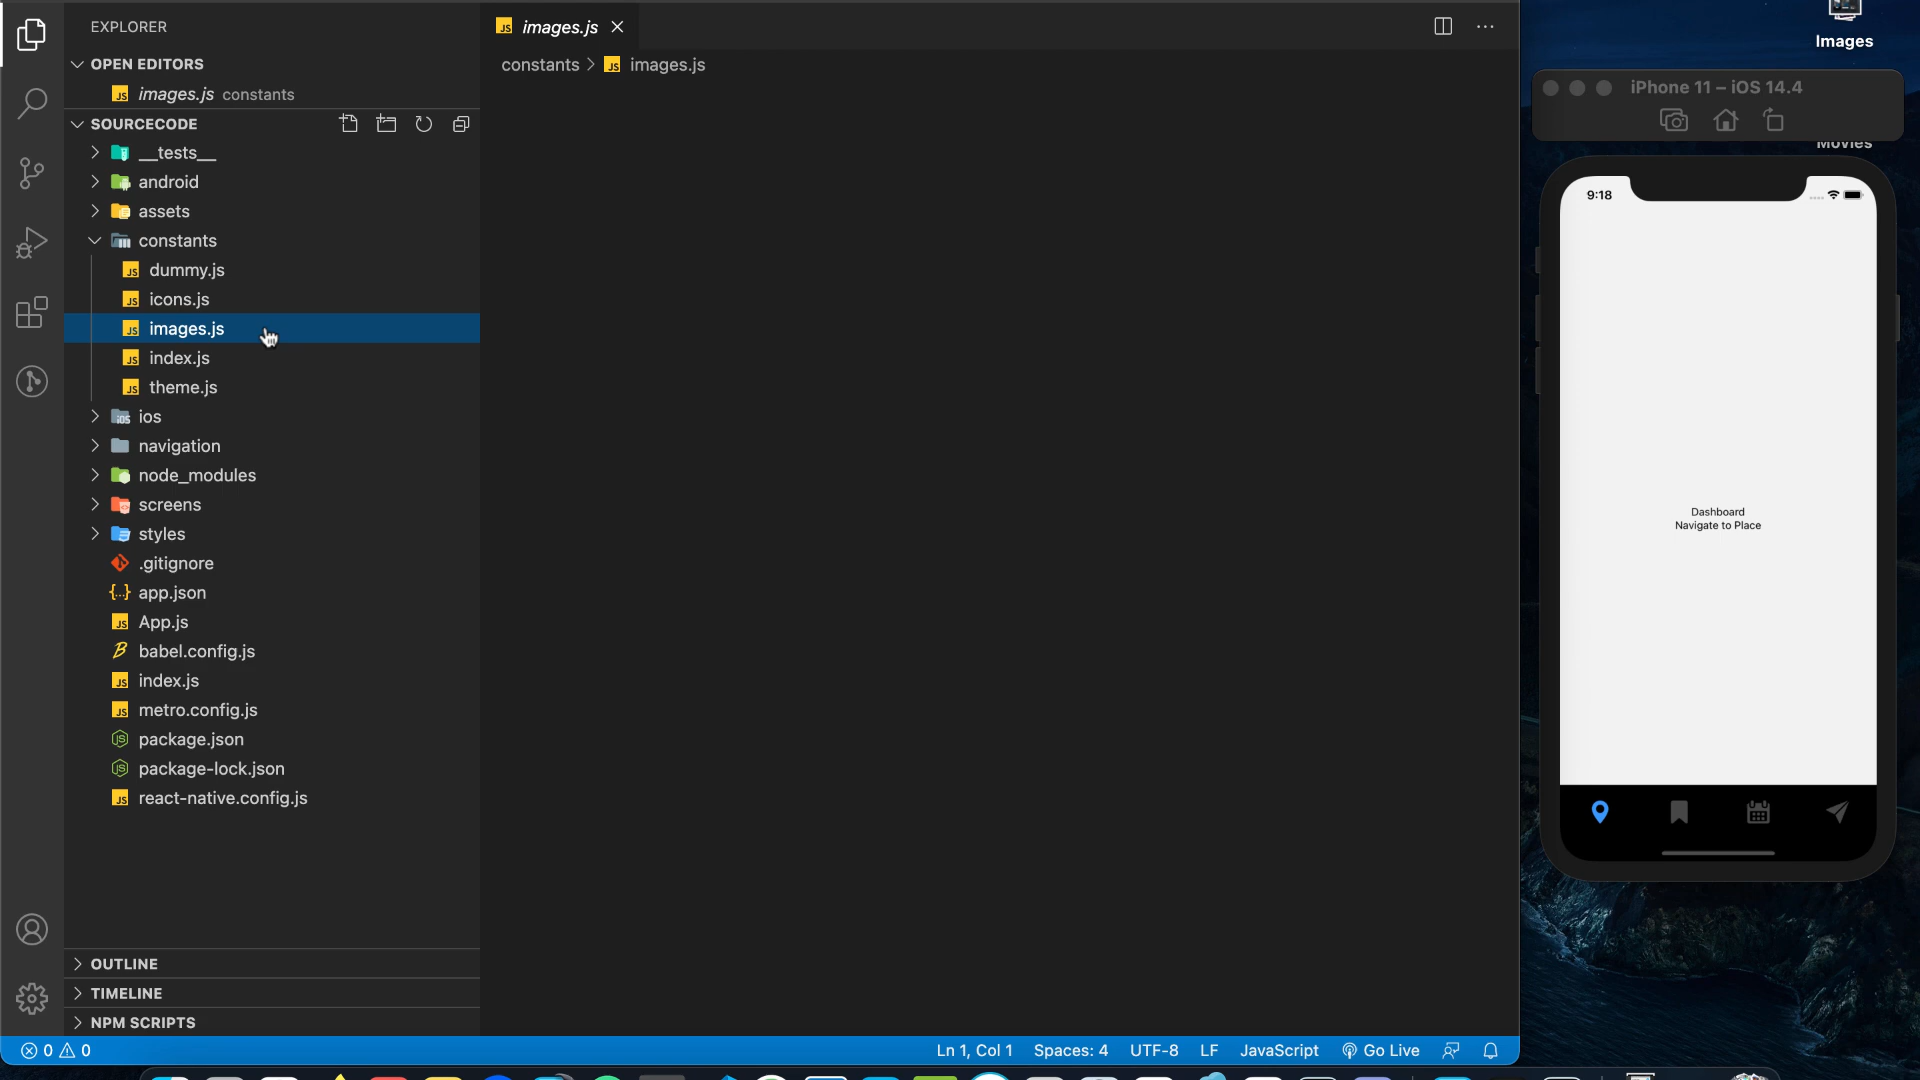 EXPLORER
OPEN EDITORS
images.js constants
SOURCECODE
__tests__
android
assets
constants
dummy.js
icons.js
images.js
index.js
theme.js
ios
navigation
node_modules
screens
styles
.gitignore
app.json
App.js
babel.config.js
index.js
metro.config.js
package.json
package-lock.json
react-native.config.js
OUTLINE
TIMELINE
NPM SCRIPTS
images.js
constants > images.js
0 0
Ln 1, Col 1 Spaces: 4 UTF-8 LF JavaScript Go Live
Images
iPhone 11 – iOS 14.4
Movies
9:18
Dashboard
Navigate to Place